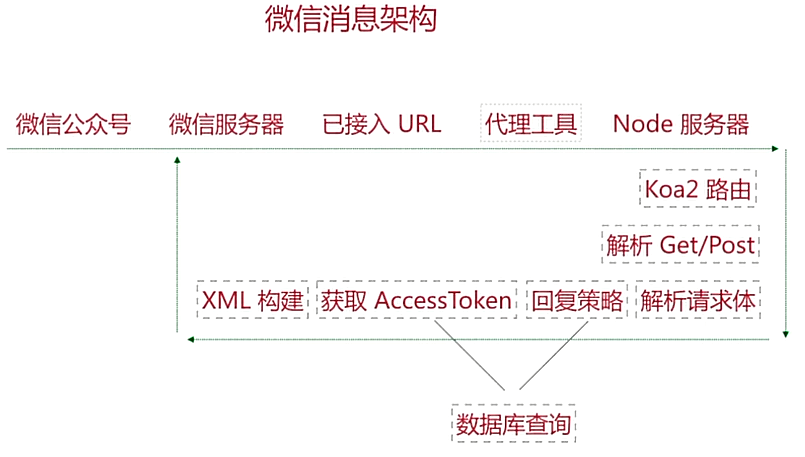 微信消息架构
微信公众号 微信服务器 已接入 URL 代理工具 Node 服务器
Koa2 路由
解析 Get/Post
XML 构建 获取 AccessToken 回复策略 解析请求体
数据库查询